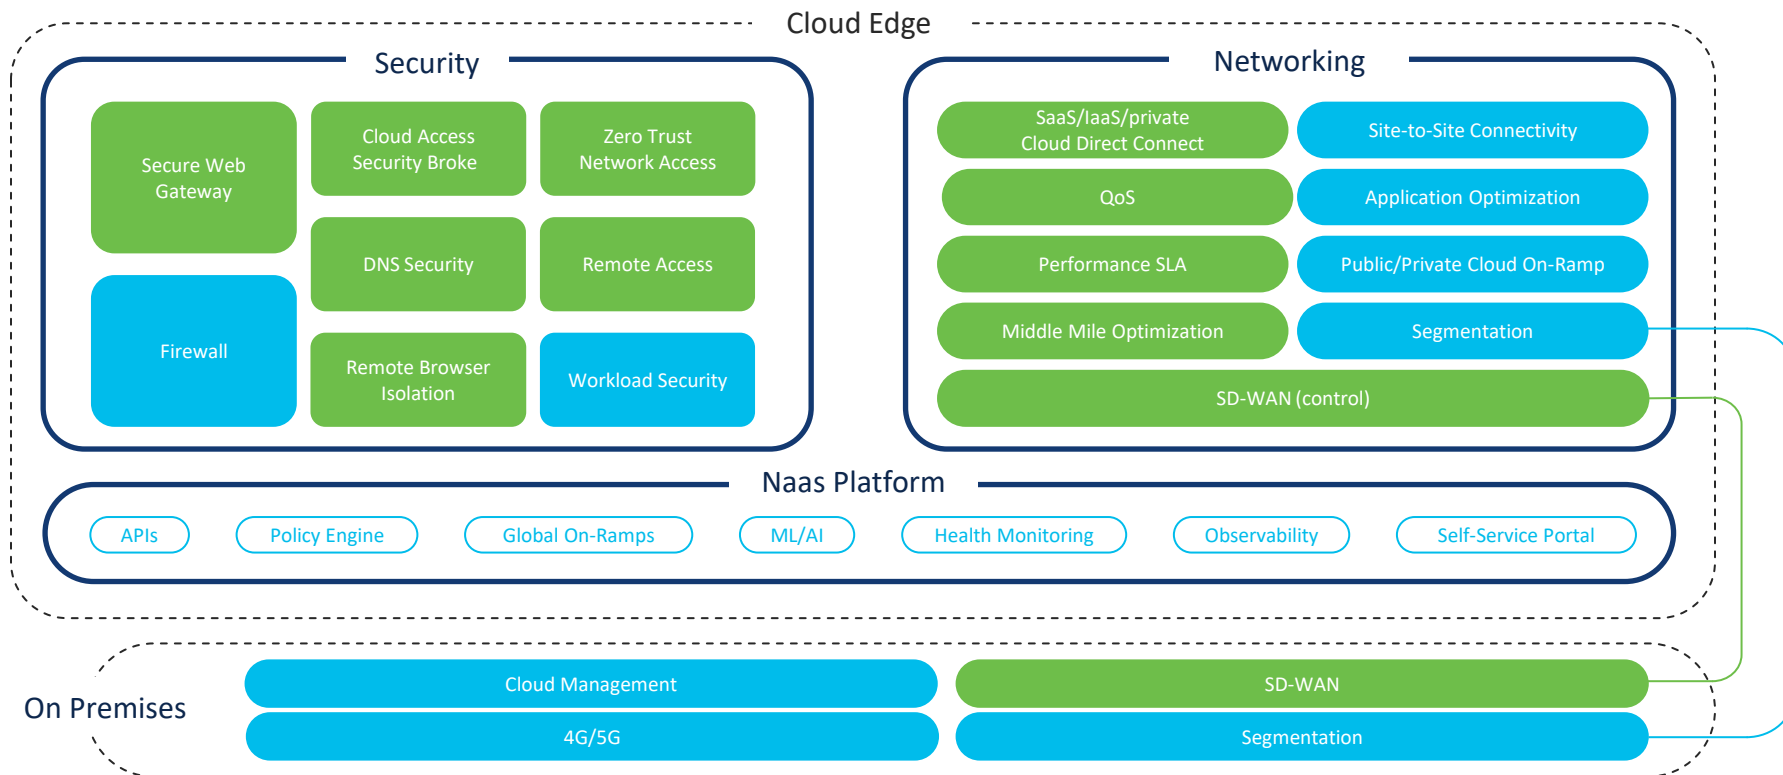 Cloud Edge
Security
Secure Web
Gateway
Cloud Access
Security Broke
Zero Trust
Network Access
DNS Security
Remote Access
Firewall
Remote Browser
Isolation
Workload Security
Networking
SaaS/IaaS/private
Cloud Direct Connect
Site-to-Site Connectivity
QoS
Application Optimization
Performance SLA
Public/Private Cloud On-Ramp
Middle Mile Optimization
Segmentation
SD-WAN (control)
Naas Platform
APIs
Policy Engine
Global On-Ramps
ML/AI
Health Monitoring
Observability
Self-Service Portal
On Premises
Cloud Management
SD-WAN
4G/5G
Segmentation